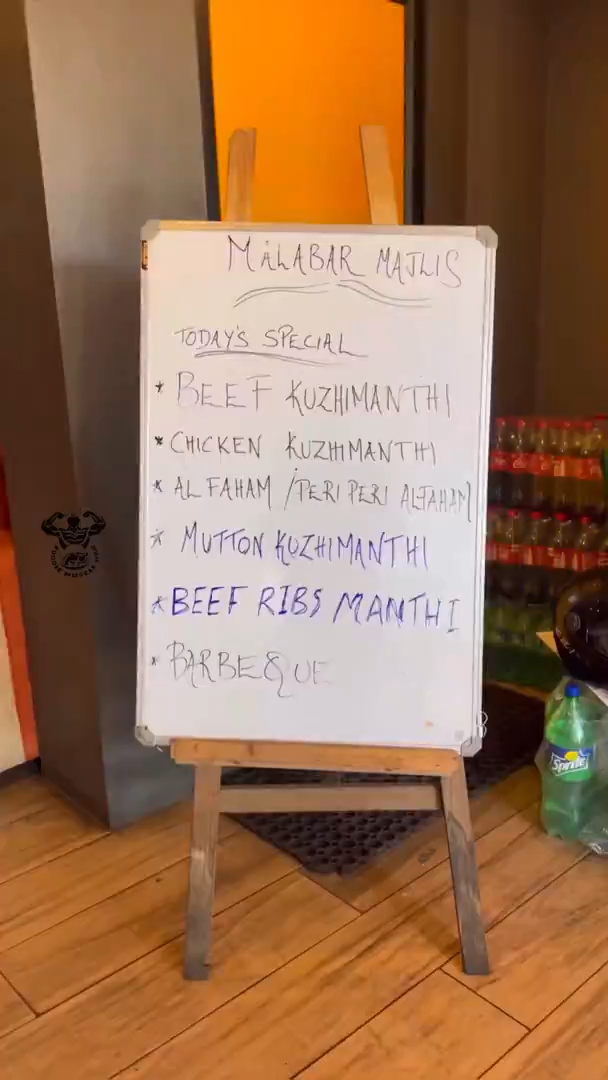 MALABAR MAJLIS
TODAY'S SPECIAL
* BEEF KUZHIMANTHI
* CHICKEN KUZHIMANTHI
* AL FAHAM / PERI PERI ALFAHAM
* MUTTON KUZHIMANTHI
* BEEF RIBS MANTHI
* BARBEQUE
Sprite